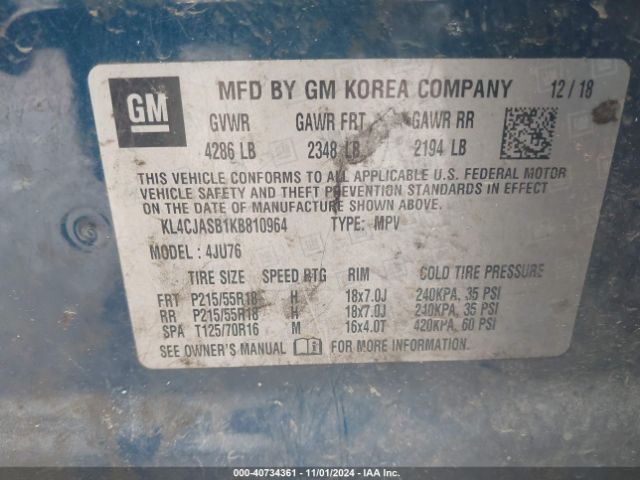 GM
MFD BY GM KOREA COMPANY 12/18
GVWR GAWR FRT GAWR RR
4286 LB 2348 LB 2194 LB
THIS VEHICLE CONFORMS TO ALL APPLICABLE U.S. FEDERAL MOTOR
VEHICLE SAFETY AND THEFT PREVENTION STANDARDS IN EFFECT
ON THE DATE OF MANUFACTURE SHOWN ABOVE.
KL4CJASB1KB810964 TYPE: MPV
MODEL: 4JU76
TIRE SIZE SPEED RTG RIM COLD TIRE PRESSURE
FRT P215/55R18 H 18x7.0J 240KPA, 35 PSI
RR P215/55R18 H 18x7.0J 240KPA, 35 PSI
SPA T125/70R16 M 16x4.0T 420KPA, 60 PSI
SEE OWNER'S MANUAL FOR MORE INFORMATION.
000-40734361 - 11/01/2024 - IAA Inc.